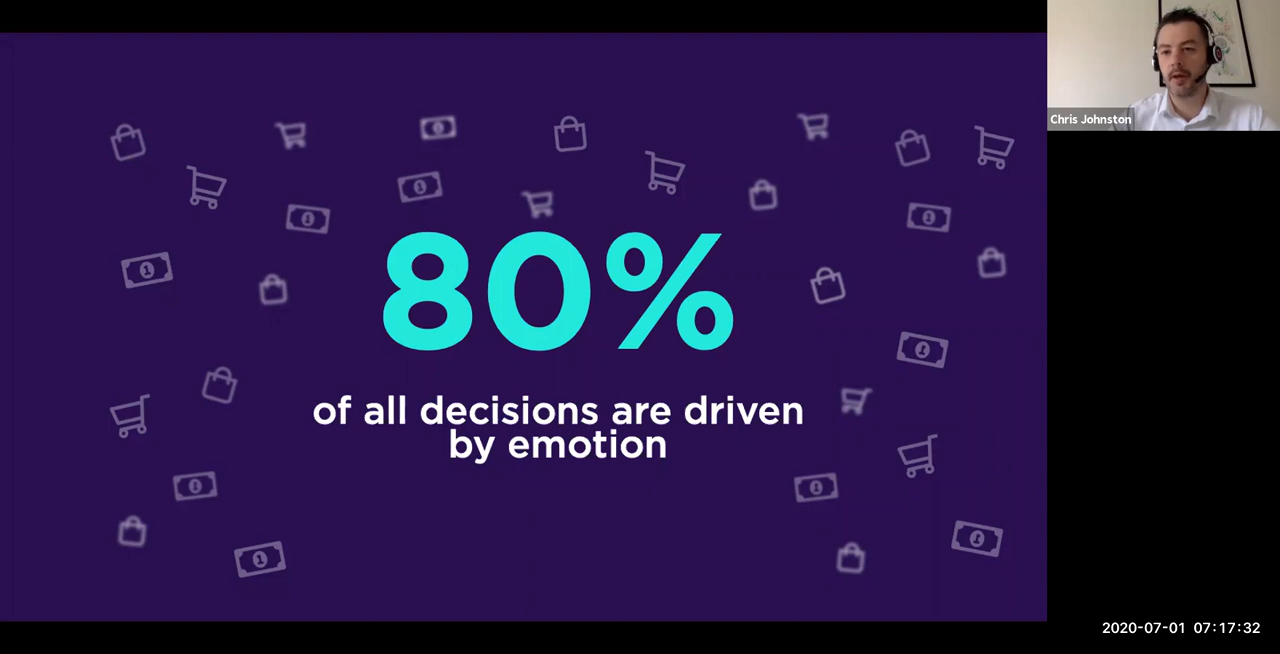 80%
of all decisions are driven
by emotion
Chris Johnston
2020-07-01 07:17:32